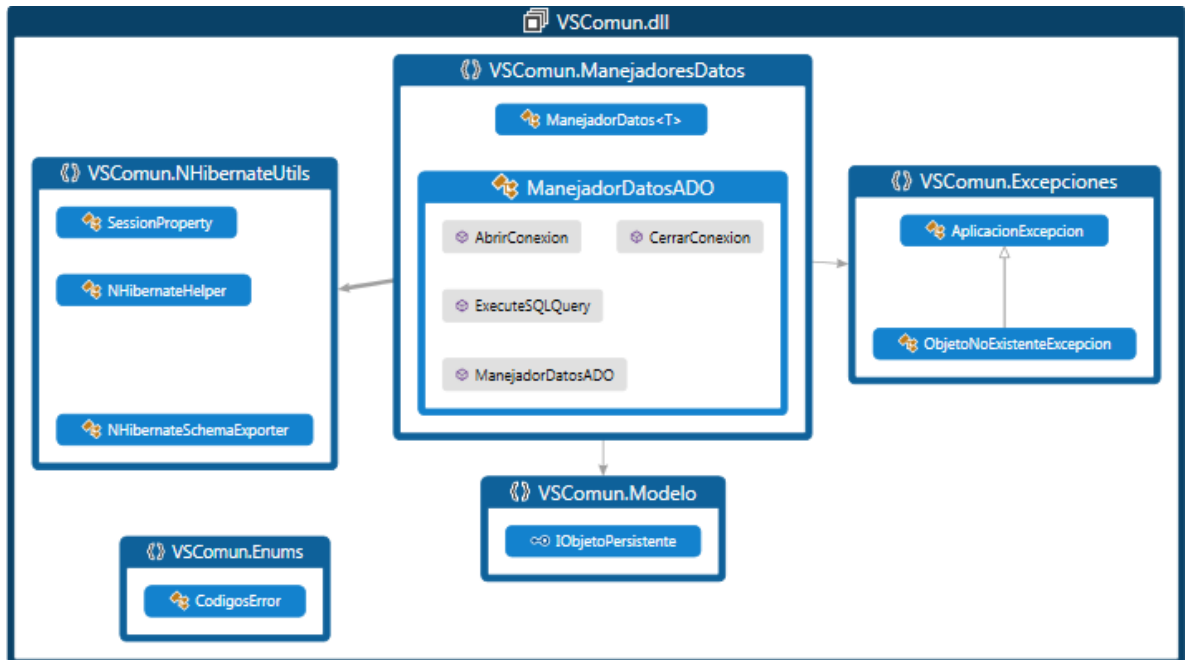 VSComun.dll
VSComun.ManejadoresDatos
ManejadorDatos<T>
VSComun.NHibernateUtils
SessionProperty
NHibernateHelper
NHibernateSchemaExporter
ManejadorDatosADO
AbrirConexion
CerrarConexion
ExecuteSQLQuery
ManejadorDatosADO
VSComun.Excepciones
AplicacionExcepcion
ObjetoNoExistenteExcepcion
VSComun.Modelo
IObjetoPersistente
VSComun.Enums
CodigosError